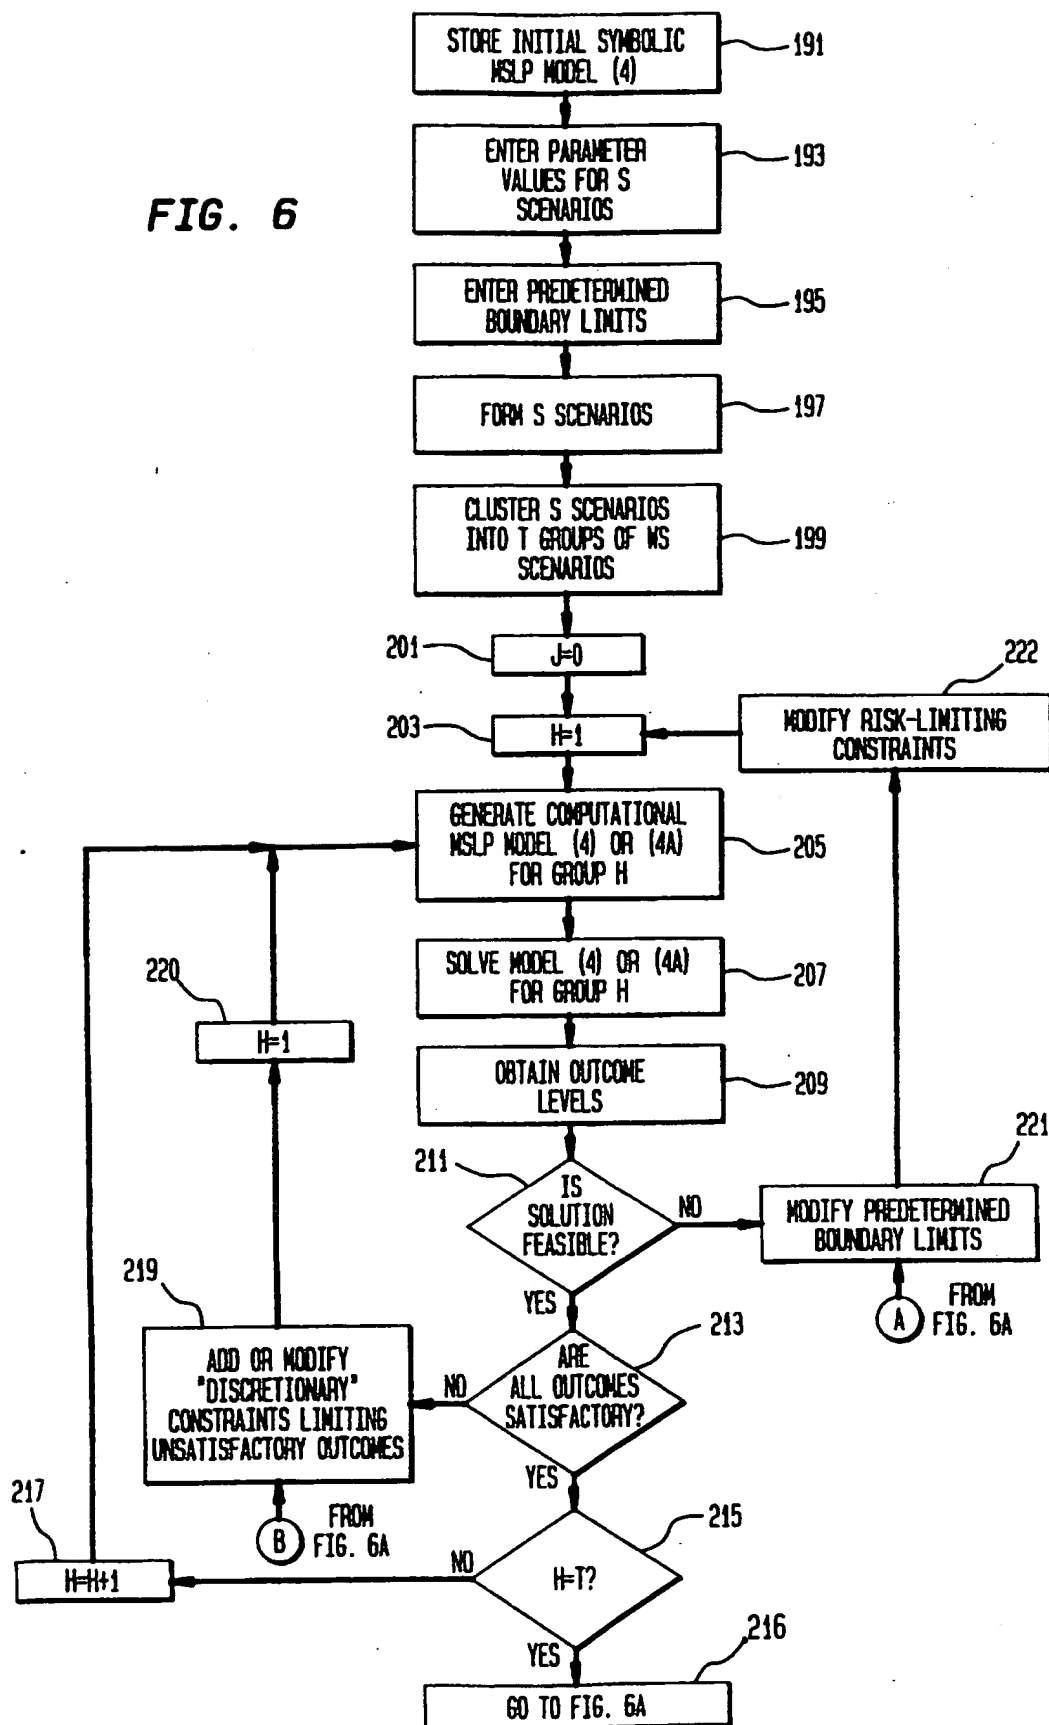 STORE INITIAL SYMBOLIC
MSLP MODEL (4)
191
ENTER PARAMETER
VALUES FOR S
SCENARIOS
193
FIG. 6
ENTER PREDETERMINED
BOUNDARY LIMITS
195
FORM S SCENARIOS
197
CLUSTER S SCENARIOS
INTO T GROUPS OF WS
SCENARIOS
199
201
J=0
222
203
H=1
MODIFY RISK-LIMITING
CONSTRAINTS
GENERATE COMPUTATIONAL
MSLP MODEL (4) OR (4A)
FOR GROUP H
205
SOLVE MODEL (4) OR (4A)
FOR GROUP H
207
220
H=1
OBTAIN OUTCOME
LEVELS
209
211
IS
SOLUTION
FEASIBLE?
NO
221
MODIFY PREDETERMINED
BOUNDARY LIMITS
YES
A
FROM
FIG. 6A
219
ADD OR MODIFY
"DISCRETIONARY"
CONSTRAINTS LIMITING
UNSATISFACTORY OUTCOMES
NO
ARE
ALL OUTCOMES
SATISFACTORY?
213
YES
B
FROM
FIG. 6A
217
H=H+1
NO
H=T?
215
YES
216
GO TO FIG. 6A